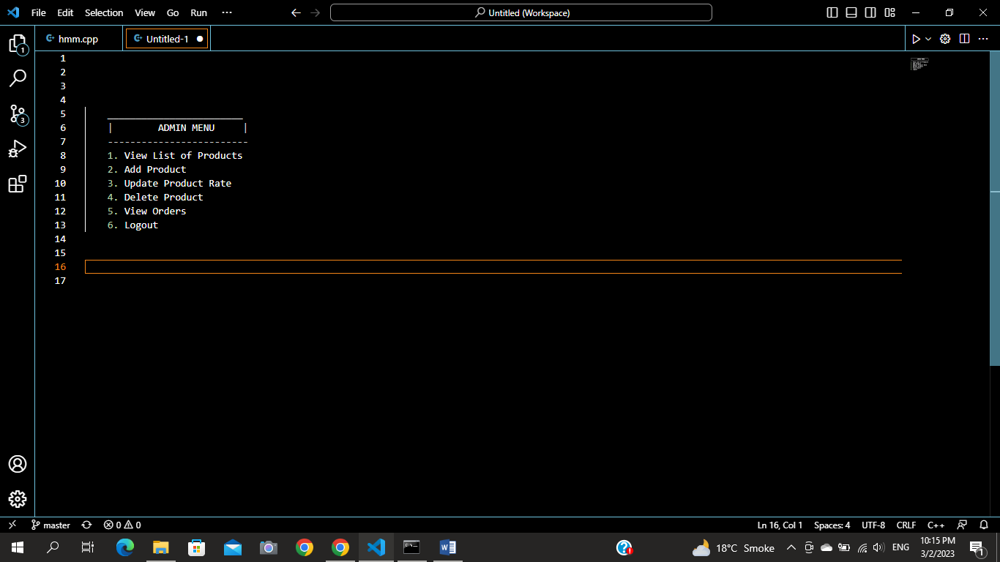 File Edit Selection View Go Run ··· Untitled (Workspace)
hmm.cpp Untitled-1
1
2
3
4
5 ________________________
6 | ADMIN MENU |
7 -------------------------
8 1. View List of Products
9 2. Add Product
10 3. Update Product Rate
11 4. Delete Product
12 5. View Orders
13 6. Logout
14
15
16
17
1
3
master 0 0 Ln 16, Col 1 Spaces: 4 UTF-8 CRLF C++
18°C Smoke ENG 10:15 PM
3/2/2023 1